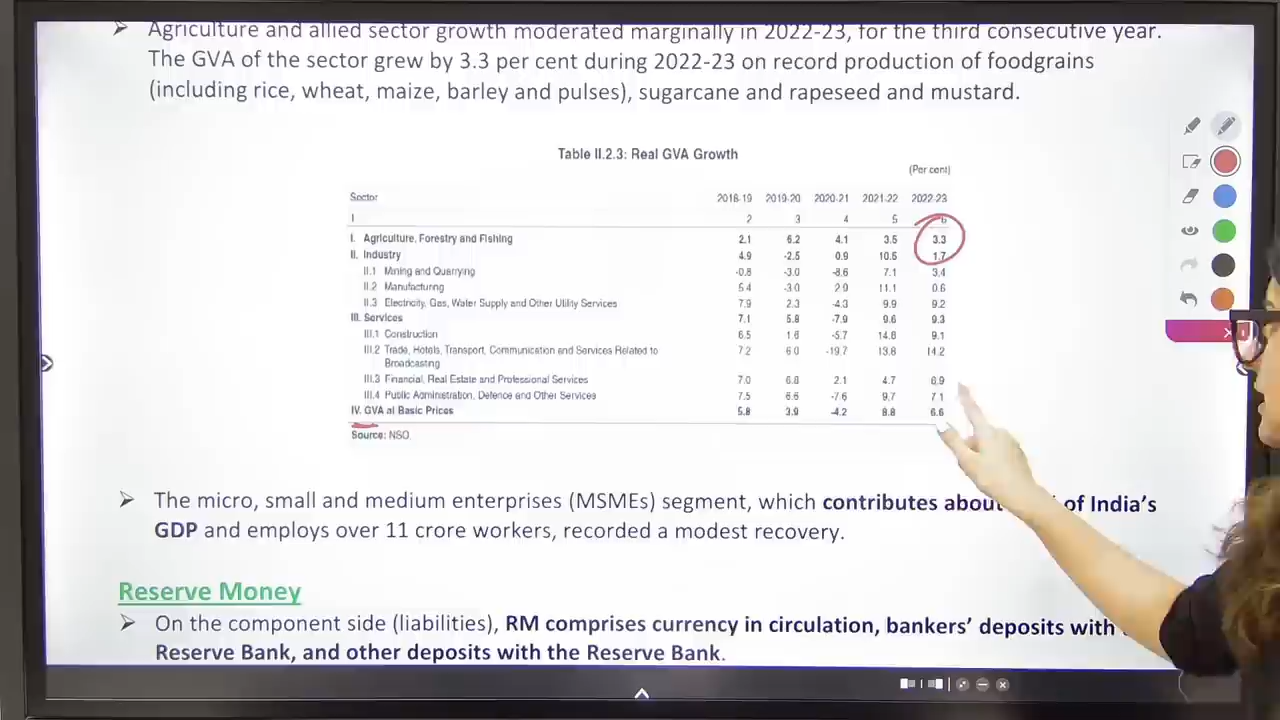 Agriculture and allied sector growth moderated marginally in 2022-23, for the third consecutive year.
The GVA of the sector grew by 3.3 per cent during 2022-23 on record production of foodgrains
(including rice, wheat, maize, barley and pulses), sugarcane and rapeseed and mustard.
Table II.2.3: Real GVA Growth
(Per cent)
Sector 2018-19 2019-20 2020-21 2021-22 2022-23
1 2 3 4 5 6
I. Agriculture, Forestry and Fishing 2.1 6.2 4.1 3.5 3.3
II. Industry 4.9 -2.5 0.9 10.5 1.7
II.1 Mining and Quarrying -0.8 -3.0 -8.6 7.1 3.4
II.2 Manufacturing 5.4 -3.0 2.9 11.1 0.6
II.3 Electricity, Gas, Water Supply and Other Utility Services 7.9 2.3 -4.3 9.9 9.2
III. Services 7.1 5.8 -7.9 9.6 9.3
III.1 Construction 6.5 1.6 -5.7 14.8 9.1
III.2 Trade, Hotels, Transport, Communication and Services Related to 7.2 6.0 -19.7 13.8 14.2
Broadcasting
III.3 Financial, Real Estate and Professional Services 7.0 6.8 2.1 4.7 6.9
III.4 Public Administration, Defence and Other Services 7.5 6.6 -7.6 9.7 7.1
IV. GVA at Basic Prices 5.8 3.9 -4.2 8.8 6.6
Source: NSO.
The micro, small and medium enterprises (MSMEs) segment, which contributes about of India's
GDP and employs over 11 crore workers, recorded a modest recovery.
Reserve Money
On the component side (liabilities), RM comprises currency in circulation, bankers' deposits with
Reserve Bank, and other deposits with the Reserve Bank.